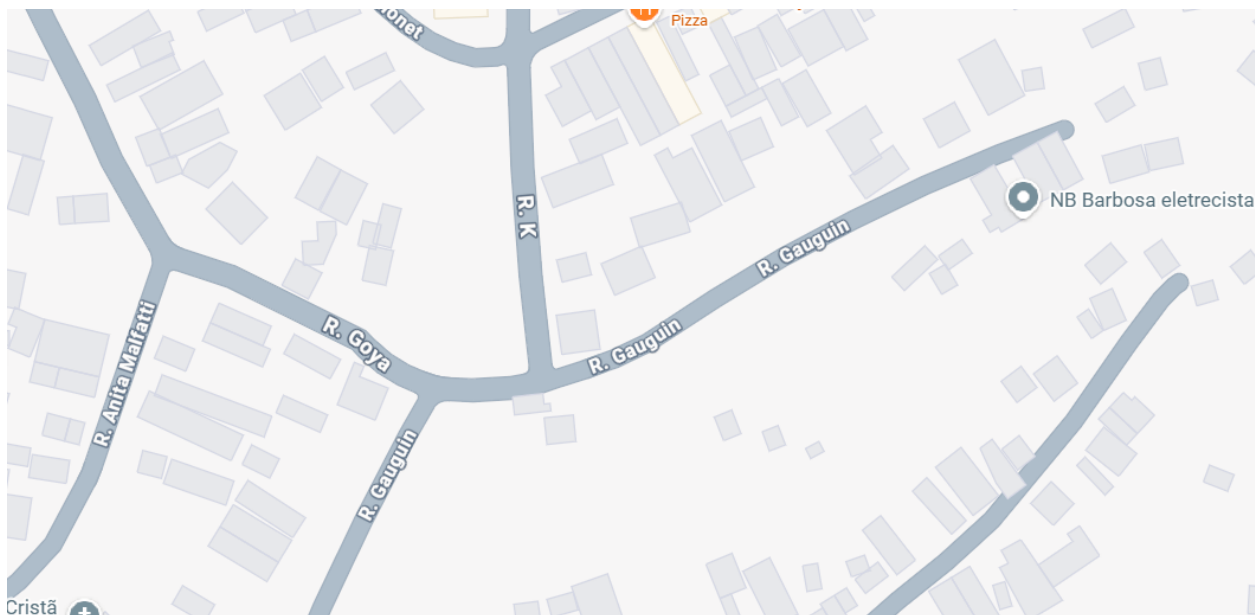 Pizza
R. K
NB Barbosa eletrecista
R. Gauguin
R. Anita Malfatti
R. Goya
R. Gauguin
R. Gauguin
Cristã